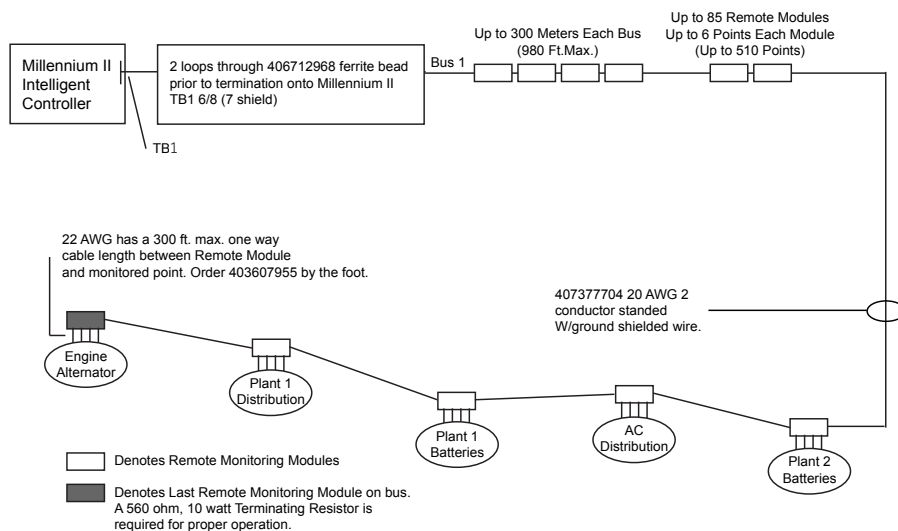 Up to 300 Meters Each Bus
(980 Ft.Max.)
Up to 85 Remote Modules
Up to 6 Points Each Module
(Up to 510 Points)
Millennium II
Intelligent
Controller
2 loops through 406712968 ferrite bead
prior to termination onto Millennium II
TB1 6/8 (7 shield)
Bus 1
TB1
22 AWG has a 300 ft. max. one way
cable length between Remote Module
and monitored point. Order 403607955 by the foot.
407377704 20 AWG 2
conductor standed
W/ground shielded wire.
Engine
Alternator
Plant 1
Distribution
Plant 1
Batteries
AC
Distribution
Plant 2
Batteries
Denotes Remote Monitoring Modules
Denotes Last Remote Monitoring Module on bus.
A 560 ohm, 10 watt Terminating Resistor is
required for proper operation.